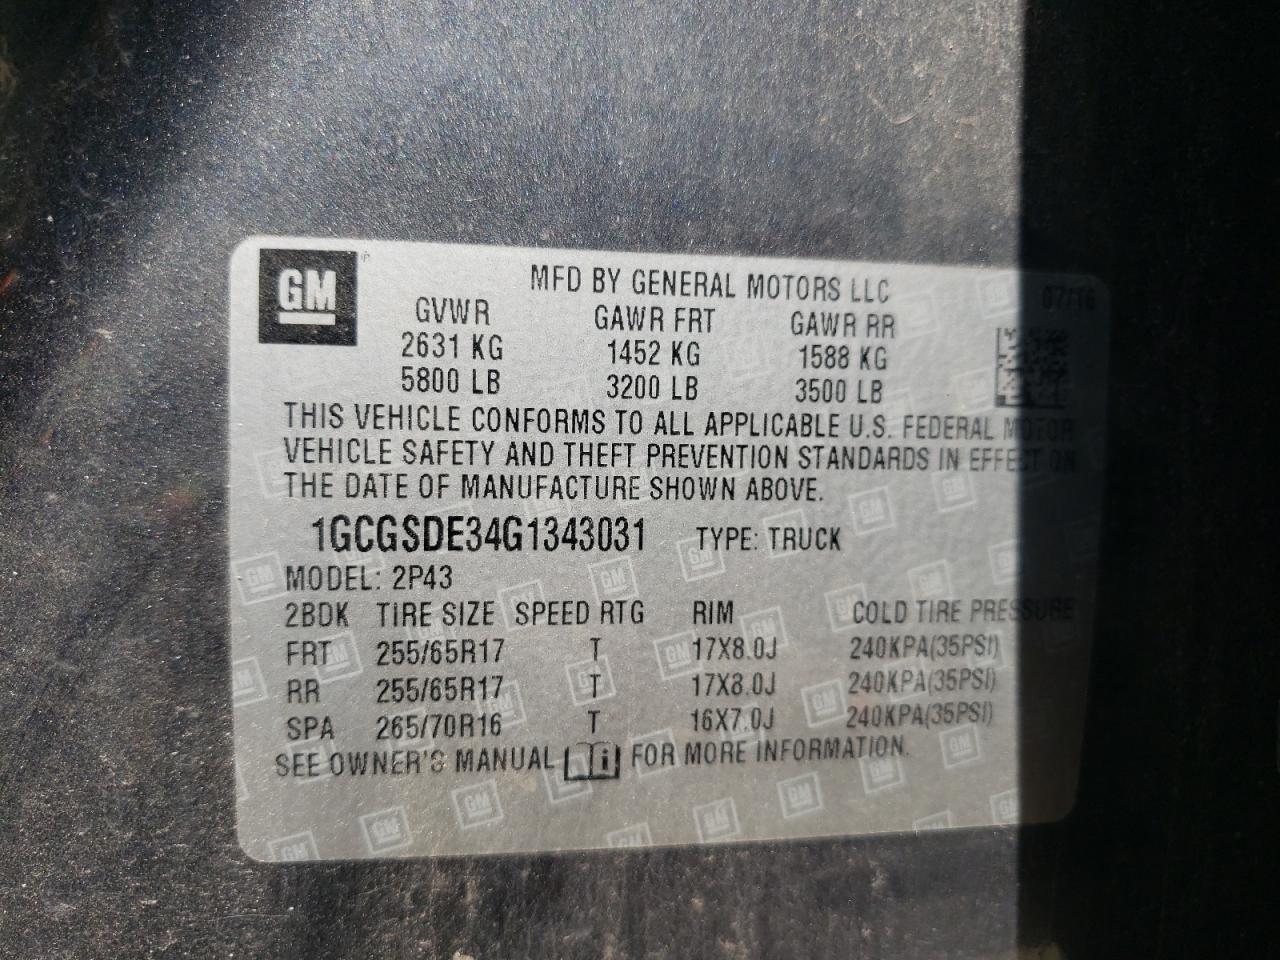 GM
MFD BY GENERAL MOTORS LLC 07/16
GVWR GAWR FRT GAWR RR
2631 KG 1452 KG 1588 KG
5800 LB 3200 LB 3500 LB
THIS VEHICLE CONFORMS TO ALL APPLICABLE U.S. FEDERAL MOTOR
VEHICLE SAFETY AND THEFT PREVENTION STANDARDS IN EFFECT ON
THE DATE OF MANUFACTURE SHOWN ABOVE.
1GCGSDE34G1343031 TYPE: TRUCK
MODEL: 2P43
2BDK TIRE SIZE SPEED RTG RIM COLD TIRE PRESSURE
FRT 255/65R17 T 17X8.0J 240KPA(35PSI)
RR 255/65R17 T 17X8.0J 240KPA(35PSI)
SPA 265/70R16 T 16X7.0J 240KPA(35PSI)
SEE OWNER'S MANUAL FOR MORE INFORMATION.